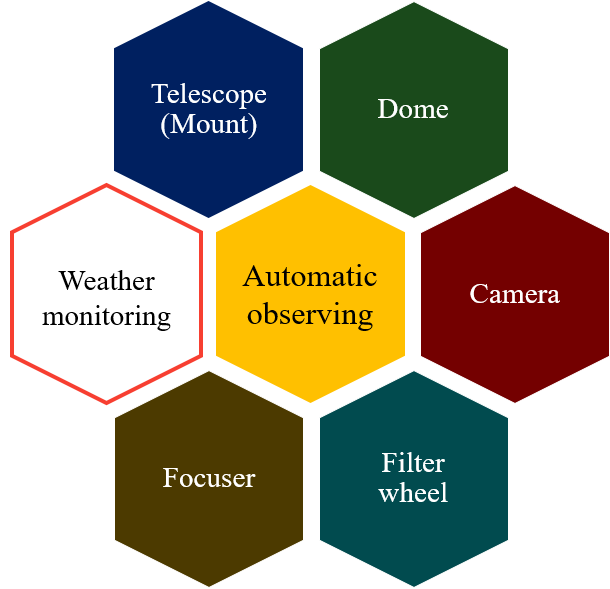 Telescope
(Mount)
Dome
Weather
monitoring
Automatic
observing
Camera
Focuser
Filter
wheel